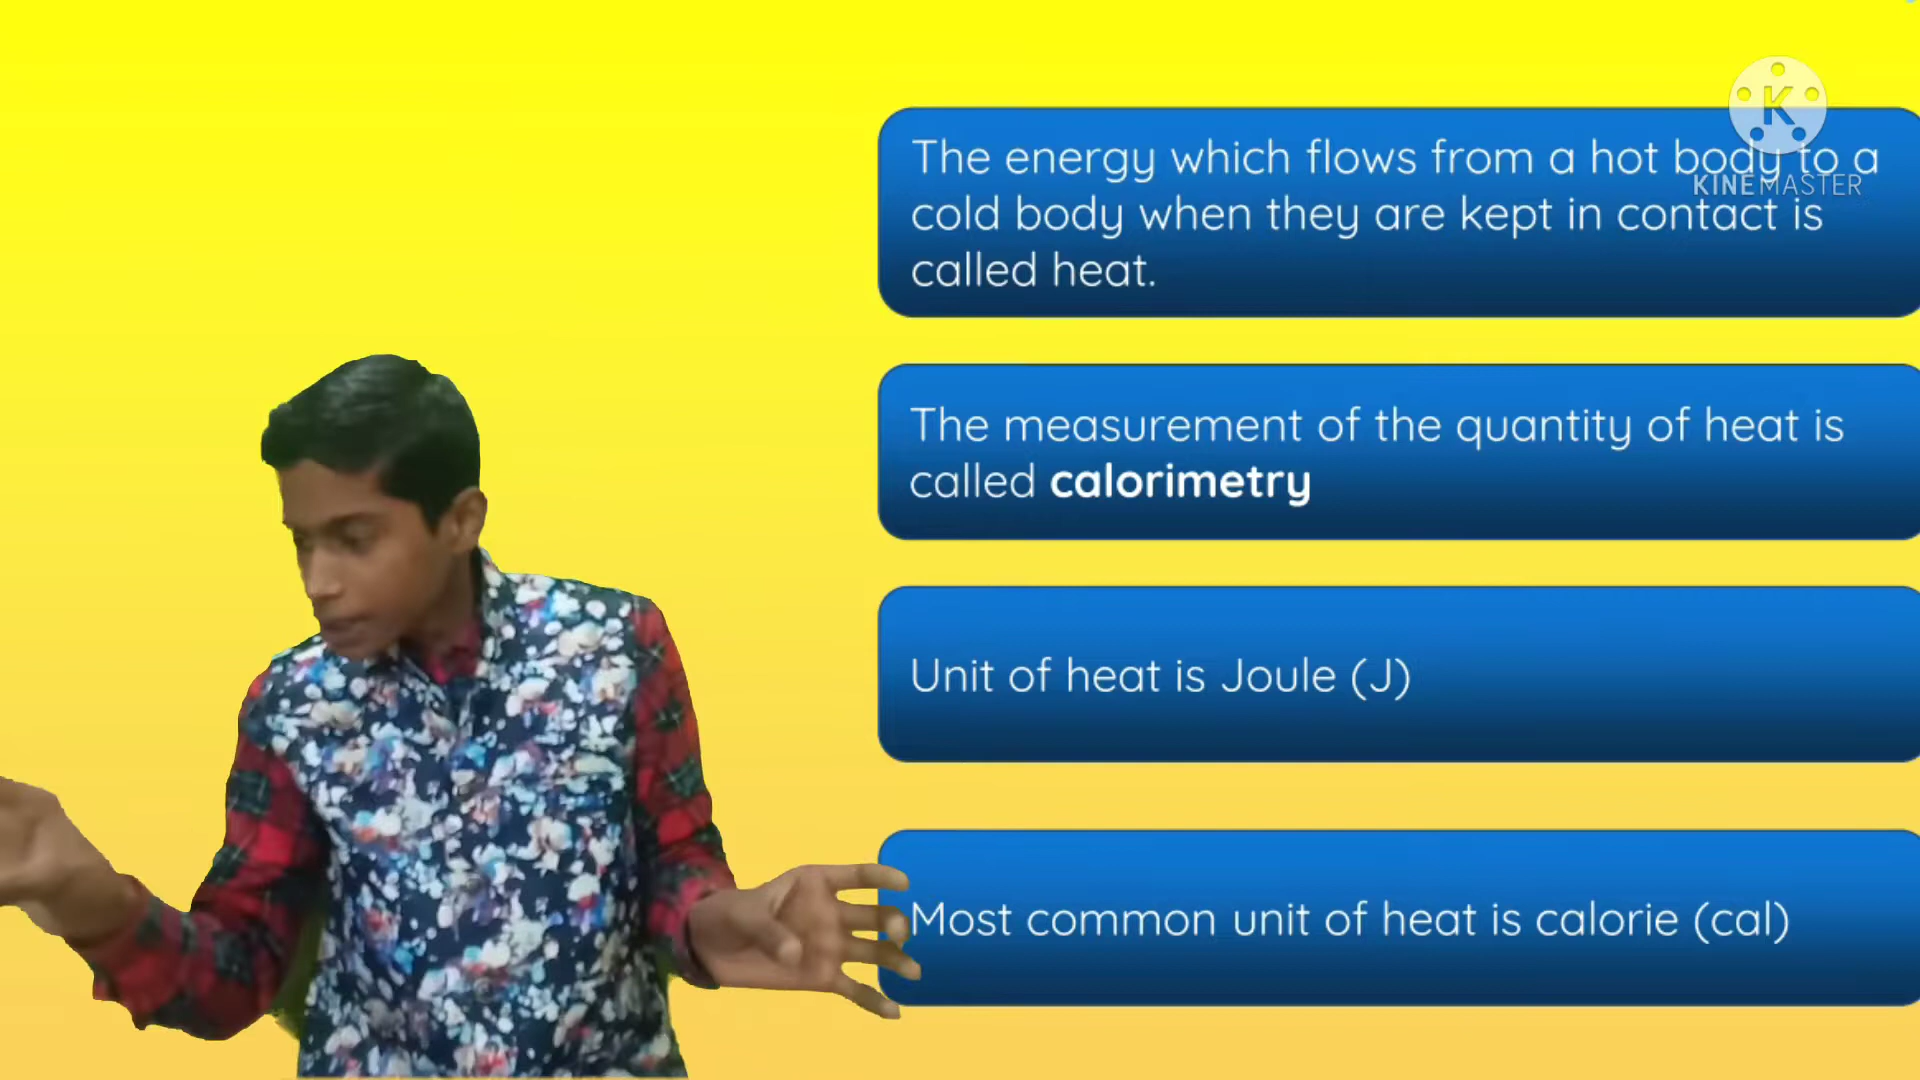 The energy which flows from a hot body to a
cold body when they are kept in contact is
called heat.
K
KINEMASTER
The measurement of the quantity of heat is
called calorimetry
Unit of heat is Joule (J)
Most common unit of heat is calorie (cal)